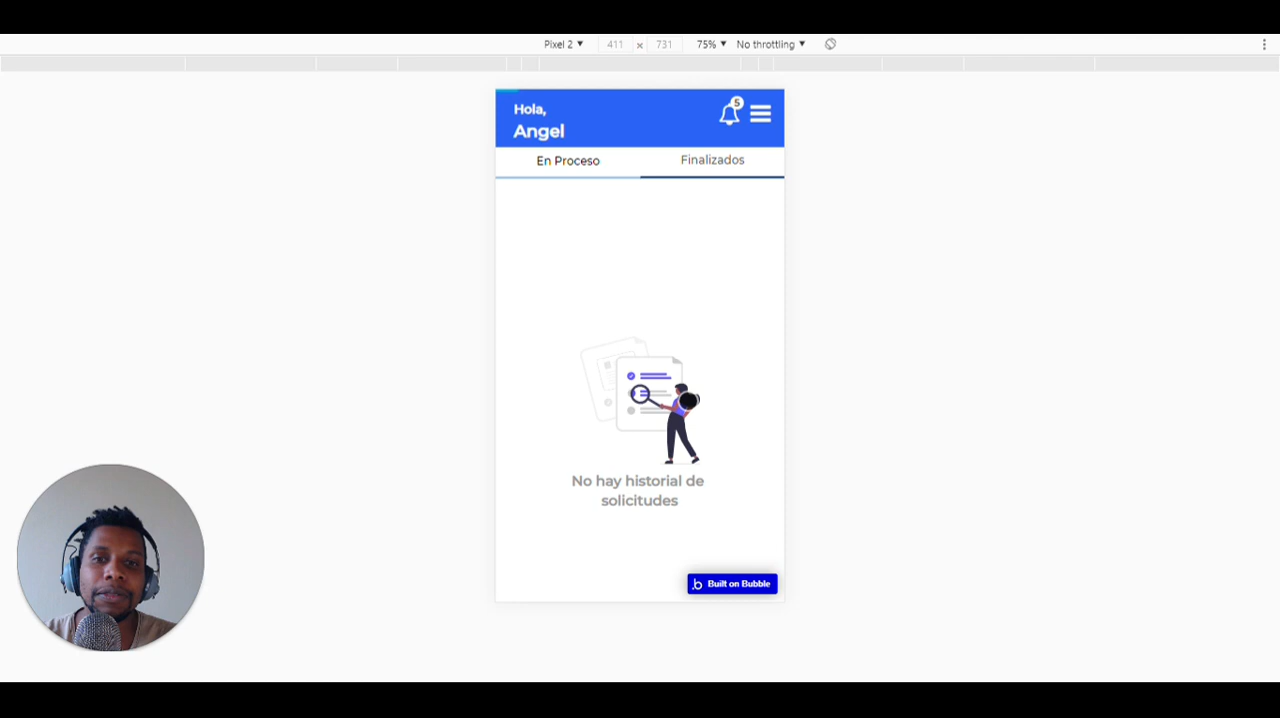 Pixel 2 411 x 731 75% No throttling
Hola,
5
Angel
En Proceso Finalizados
No hay historial de
solicitudes
.b Built on Bubble